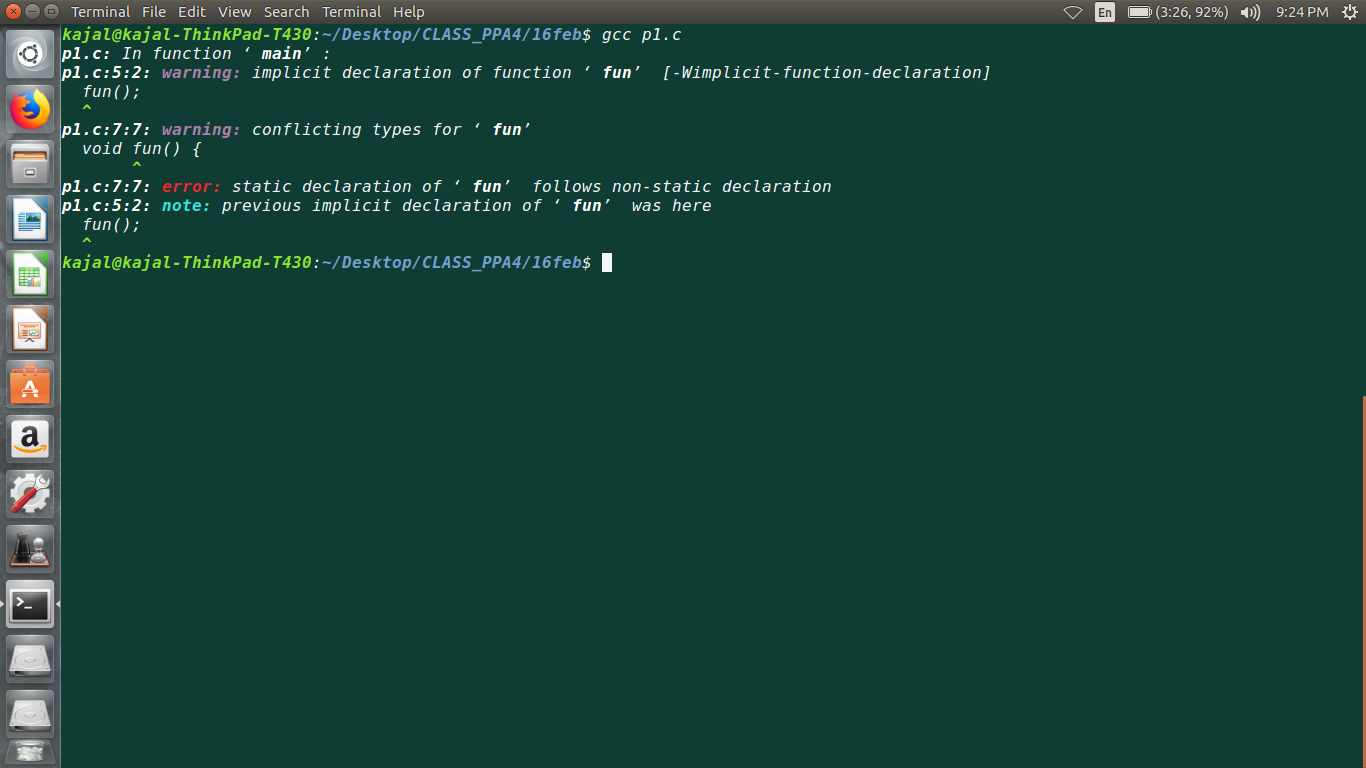 Terminal File Edit View Search Terminal Help En (3:26, 92%) 9:24 PM
kajal@kajal-ThinkPad-T430:~/Desktop/CLASS_PPA4/16feb$ gcc p1.c
p1.c: In function ‘ main’ :
p1.c:5:2: warning: implicit declaration of function ‘ fun’  [-Wimplicit-function-declaration]
  fun();
  ^
p1.c:7:7: warning: conflicting types for ‘ fun’
  void fun() {
       ^
p1.c:7:7: error: static declaration of ‘ fun’  follows non-static declaration
p1.c:5:2: note: previous implicit declaration of ‘ fun’  was here
  fun();
  ^
kajal@kajal-ThinkPad-T430:~/Desktop/CLASS_PPA4/16feb$